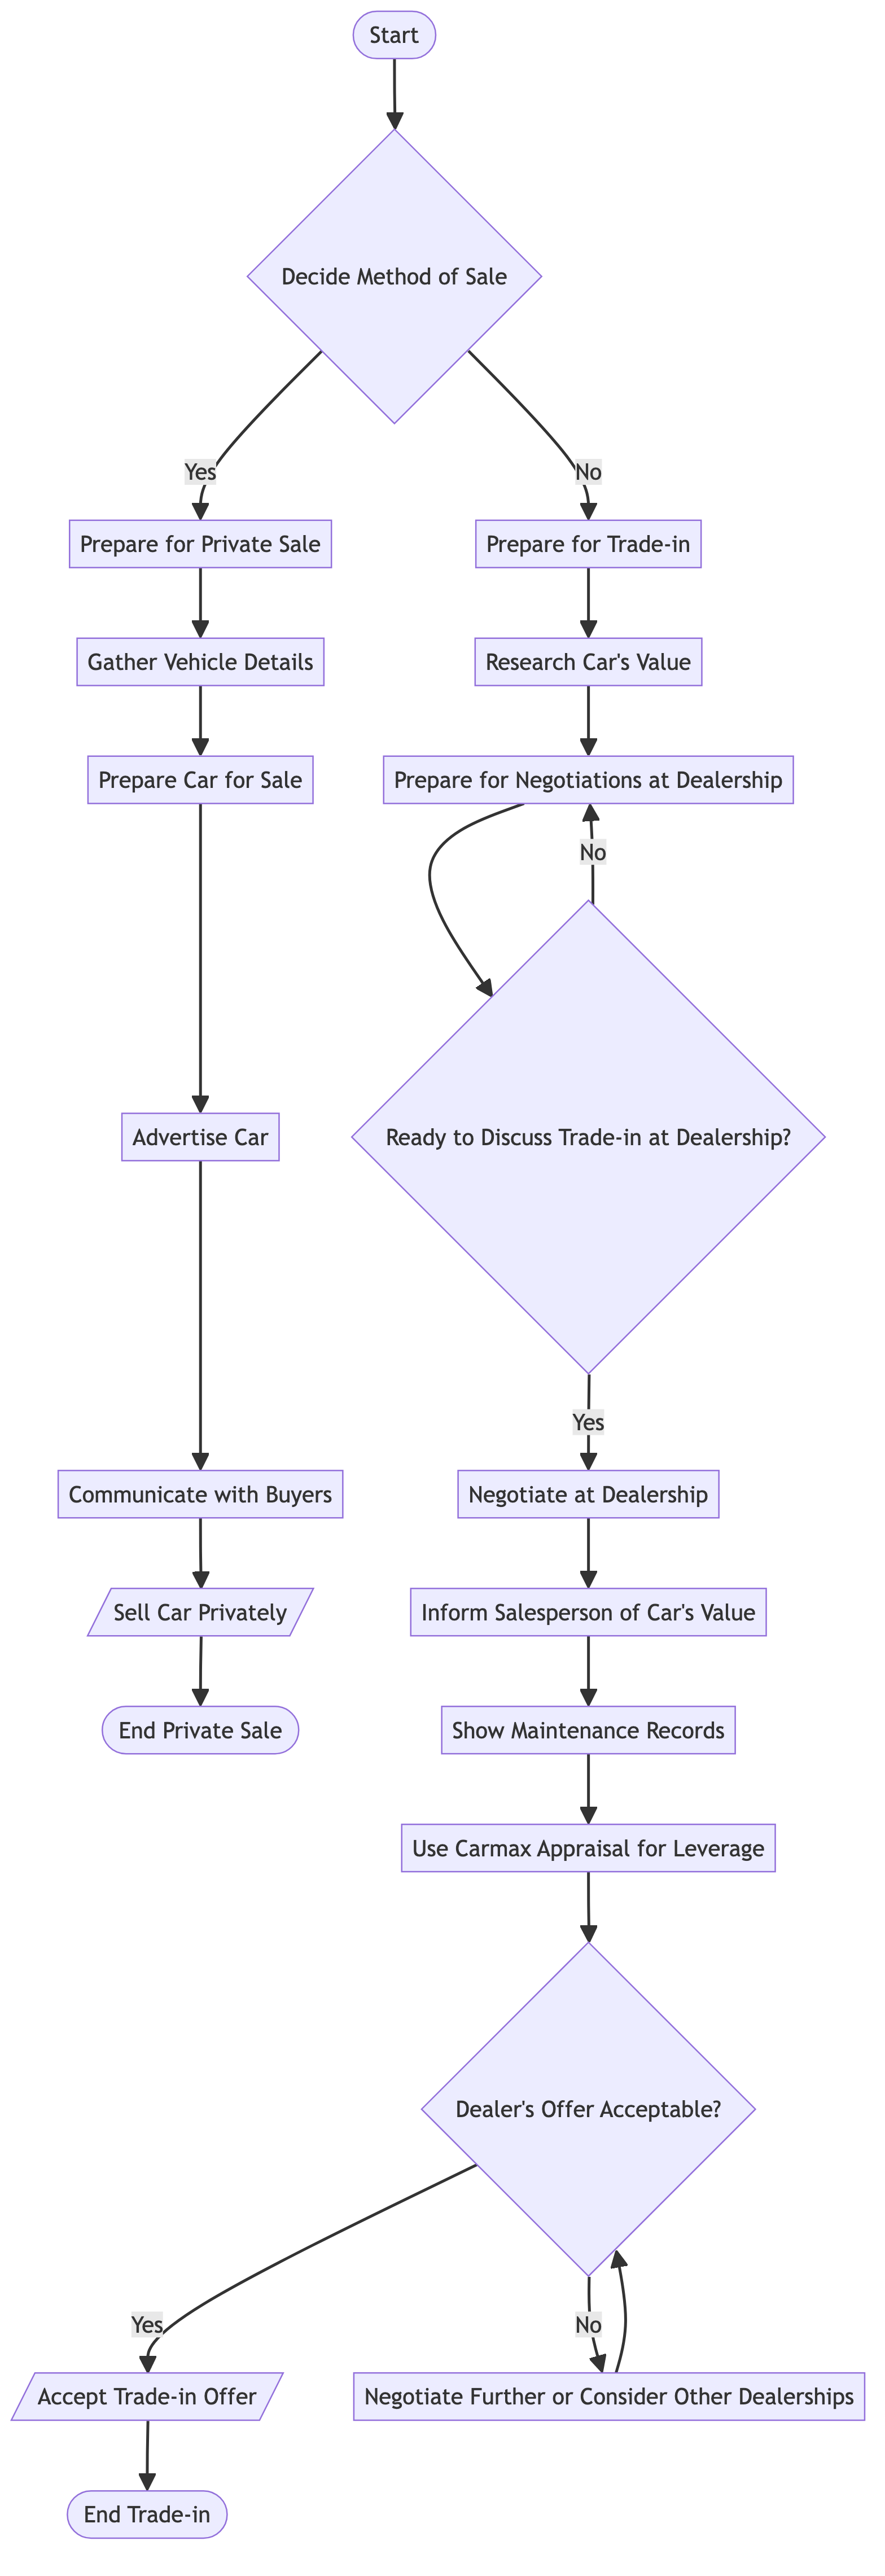 Start
Decide Method of Sale
Yes
No
Prepare for Private Sale
Prepare for Trade-in
Gather Vehicle Details
Research Car's Value
Prepare Car for Sale
Prepare for Negotiations at Dealership
No
Advertise Car
Ready to Discuss Trade-in at Dealership?
Yes
Communicate with Buyers
Negotiate at Dealership
Sell Car Privately
Inform Salesperson of Car's Value
End Private Sale
Show Maintenance Records
Use Carmax Appraisal for Leverage
Dealer's Offer Acceptable?
Yes
No
Accept Trade-in Offer
Negotiate Further or Consider Other Dealerships
End Trade-in